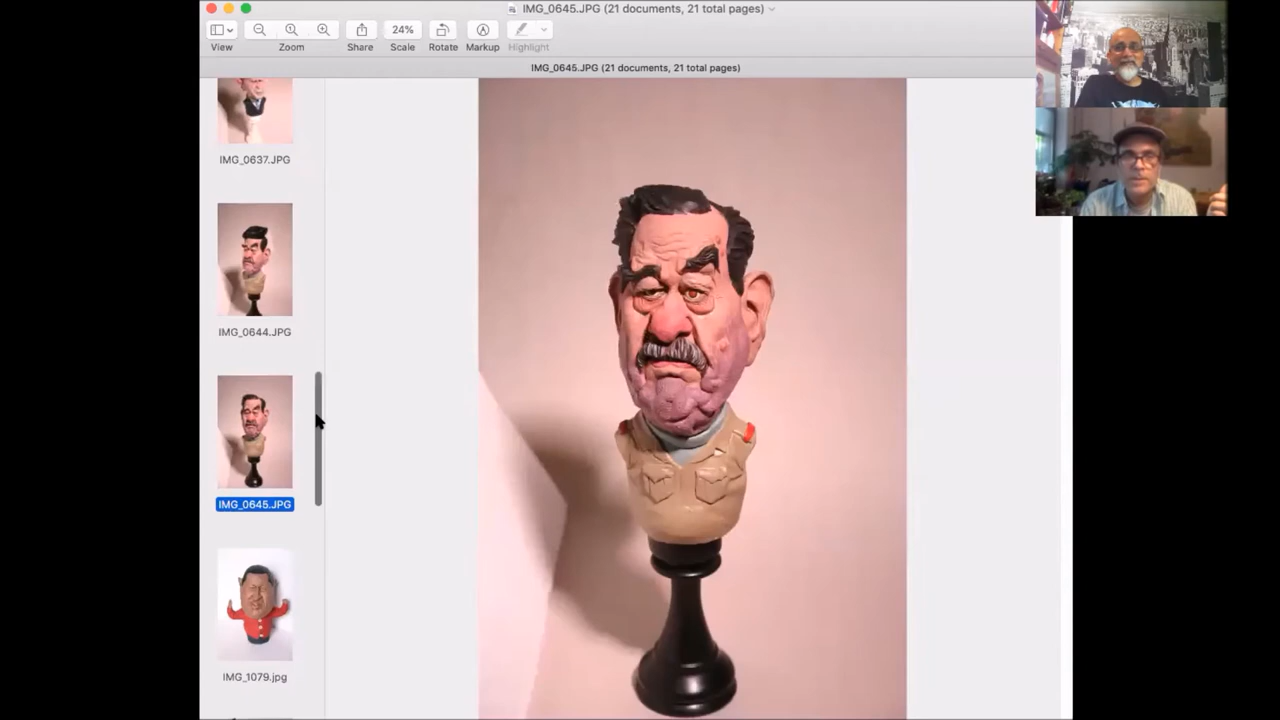 IMG_0645.JPG (21 documents, 21 total pages)
24%
View
Zoom
Share
Scale
Rotate
Markup
Highlight
IMG_0645.JPG (21 documents, 21 total pages)
IMG_0637.JPG
IMG_0644.JPG
IMG_0645.JPG
IMG_1079.jpg